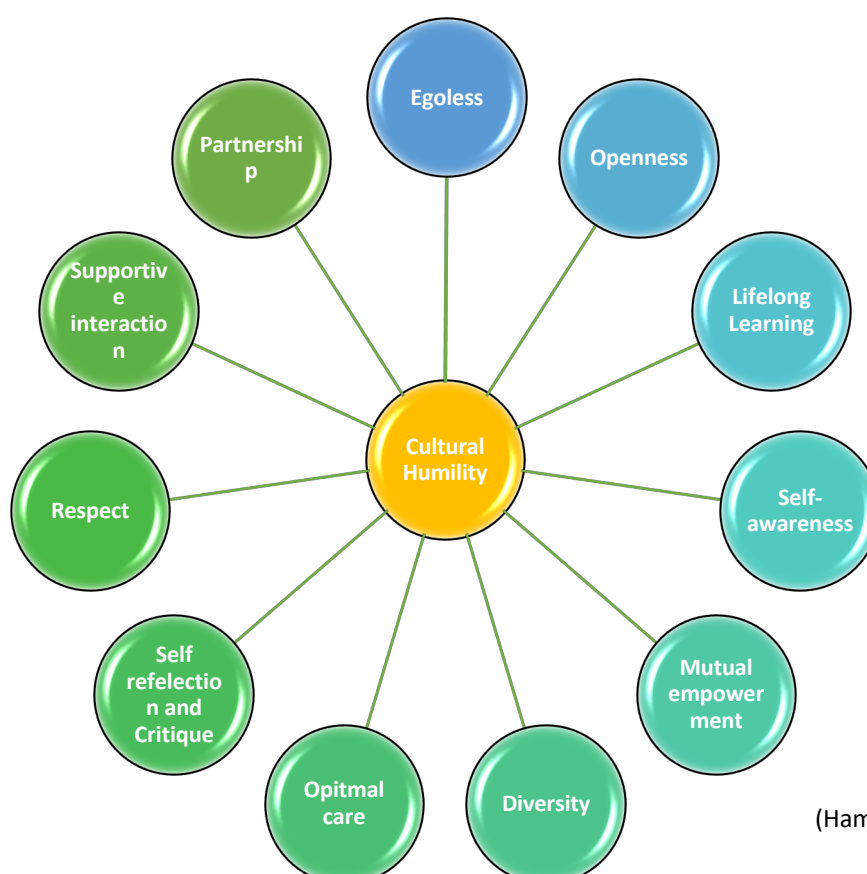 Egoless
Openness
Lifelong
Learning
Self-
awareness
Mutual
empower
ment
Diversity
Opitmal
care
Self
refelectio
n and
Critique
Respect
Supportiv
e
interactio
n
Partnershi
p
Cultural
Humility
(Ham